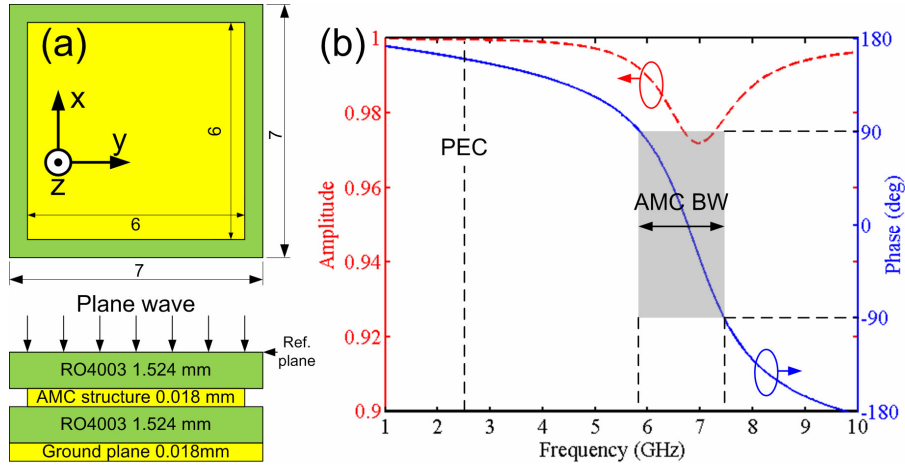 (a)
x
y
z
6
6
7
7
Plane wave
Ref. plane
RO4003 1.524 mm
AMC structure 0.018 mm
RO4003 1.524 mm
Ground plane 0.018mm
(b)
1
0.98
0.96
0.94
0.92
0.9
Amplitude
PEC
AMC BW
180
90
0
-90
-180
Phase (deg)
1 2 3 4 5 6 7 8 9 10
Frequency (GHz)